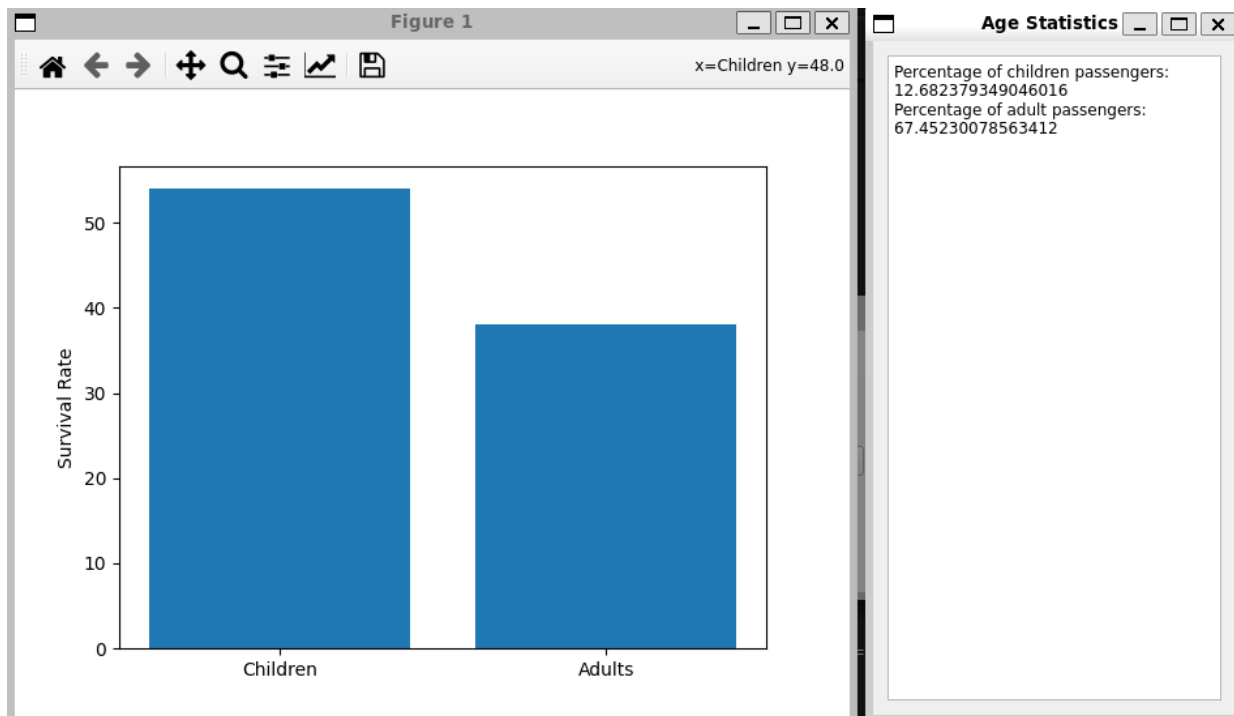 Figure 1
x=Children y=48.0
50
40
30
20
10
0
Survival Rate
Children Adults
Age Statistics
Percentage of children passengers:
12.682379349046016
Percentage of adult passengers:
67.45230078563412